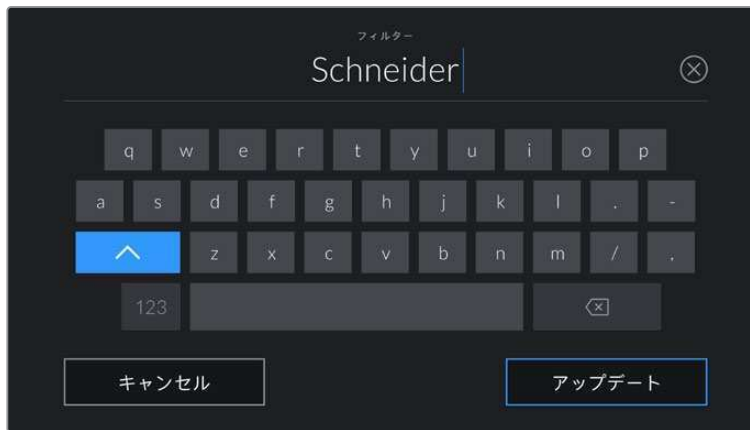 フィルター
Schneider
q w e r t y u i o p
a s d f g h j k l . -
z x c v b n m / ,
123
キャンセル アップデート